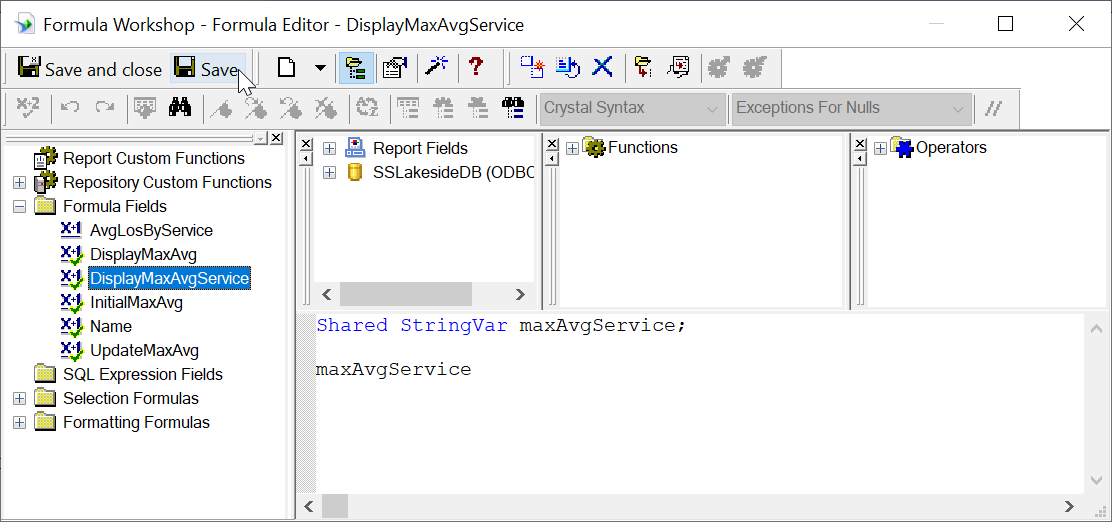 Formula Workshop - Formula Editor - DisplayMaxAvgService
Save and close Save
Crystal Syntax Exceptions For Nulls //
Report Custom Functions
Repository Custom Functions
Formula Fields
AvgLosByService
DisplayMaxAvg
DisplayMaxAvgService
InitialMaxAvg
Name
UpdateMaxAvg
SQL Expression Fields
Selection Formulas
Formatting Formulas
Report Fields
SSLakesideDB (ODBC
Functions
Operators
Shared StringVar maxAvgService;
maxAvgService